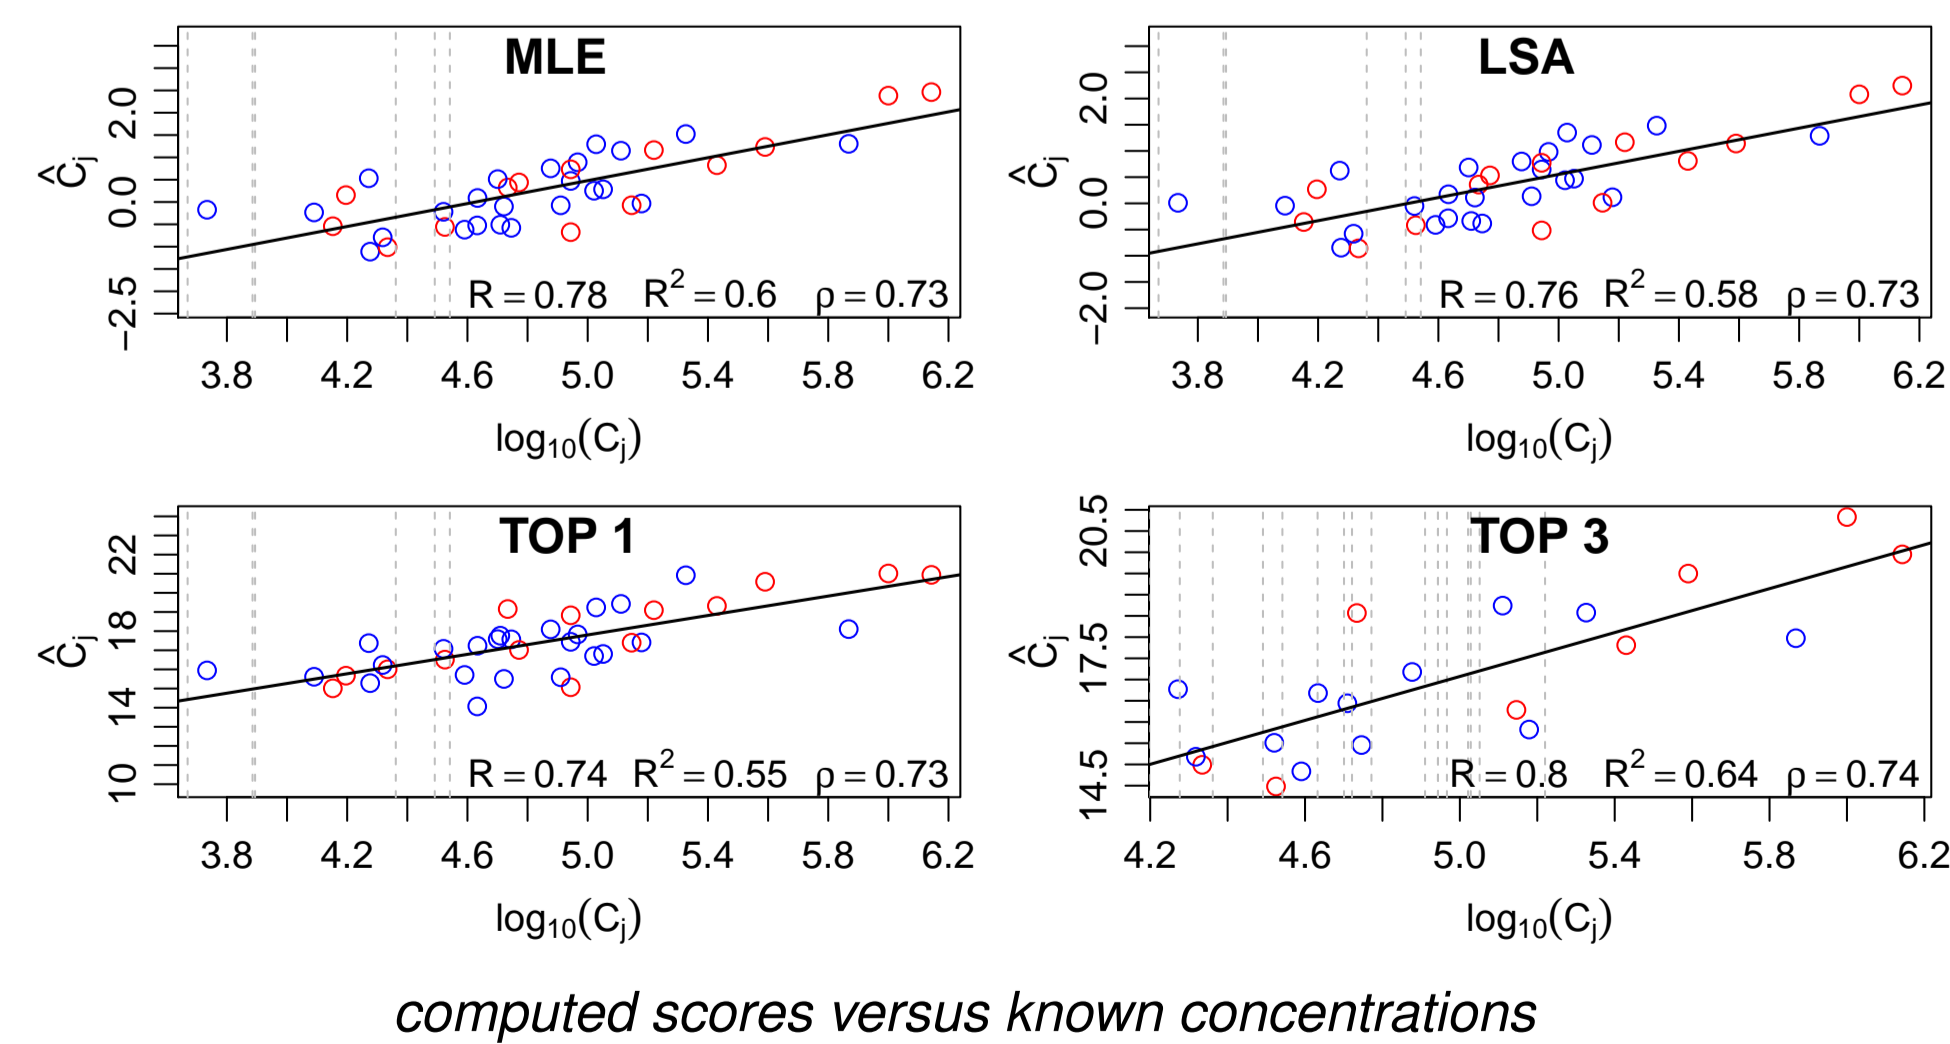 MLE
Ĉj
2.0
0.0
−2.5
R = 0.78 R² = 0.6 ρ = 0.73
3.8 4.2 4.6 5.0 5.4 5.8 6.2
log₁₀(Cj)
LSA
Ĉj
2.0
0.0
−2.0
R = 0.76 R² = 0.58 ρ = 0.73
3.8 4.2 4.6 5.0 5.4 5.8 6.2
log₁₀(Cj)
TOP 1
Ĉj
22
18
14
10
R = 0.74 R² = 0.55 ρ = 0.73
3.8 4.2 4.6 5.0 5.4 5.8 6.2
log₁₀(Cj)
TOP 3
Ĉj
20.5
17.5
14.5
R = 0.8 R² = 0.64 ρ = 0.74
4.2 4.6 5.0 5.4 5.8 6.2
log₁₀(Cj)
computed scores versus known concentrations